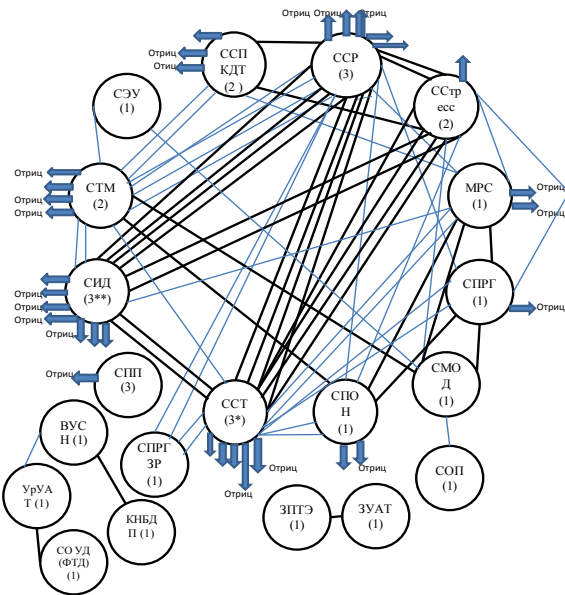 Отриц Отриц Отриц
Отриц
Отиц
ССП
КДТ
(2 )
ССР
(3)
ССтр
есс
(2)
СЭУ
(1)
Отриц
Отриц
Отриц
СТМ
(2)
МРС
(1)
Отриц
Отриц
Отриц
Отриц
Отриц
Отриц
СИД
(3**)
СПРГ
(1)
Отриц
Отриц
СПП
(3)
ССТ
(3*)
СПО
Н
(1)
СМО
Д
(1)
ВУС
Н (1)
СПРГ
ЗР
(1)
Отриц
Отриц
СОП
(1)
УрУА
Т (1)
КНБД
П (1)
ЗПТЭ
(1)
ЗУАТ
(1)
СО УД
(ФТД)
(1)